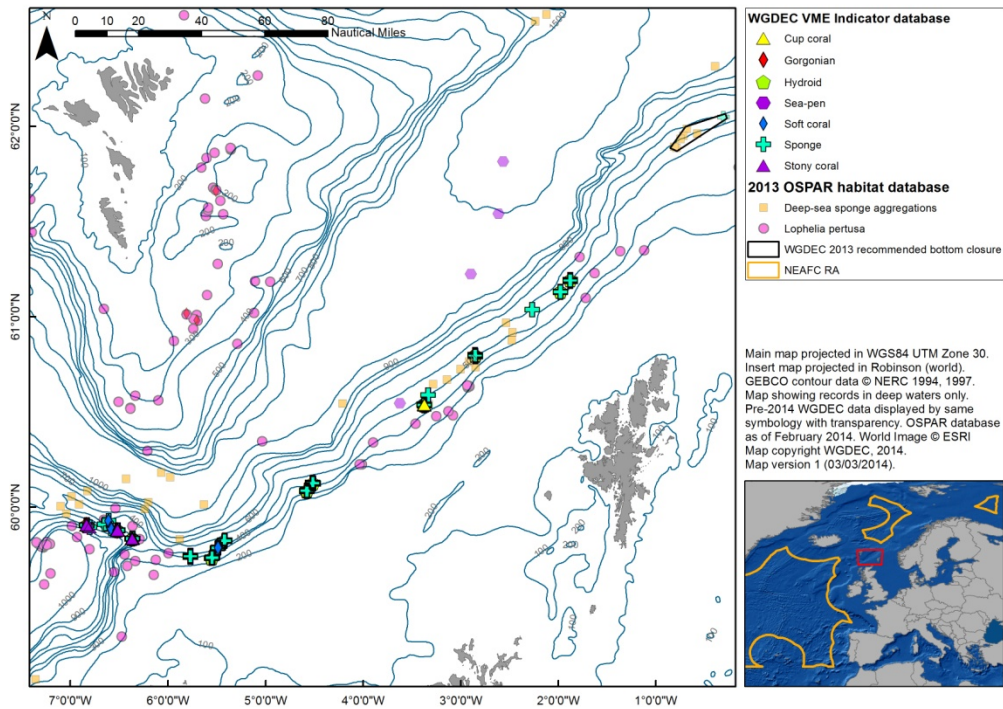 N
0 10 20 40 60 80
Nautical Miles
62°0'0"N
61°0'0"N
60°0'0"N
7°0'0"W 6°0'0"W 5°0'0"W 4°0'0"W 3°0'0"W 2°0'0"W 1°0'0"W
WGDEC VME Indicator database
Cup coral
Gorgonian
Hydroid
Sea-pen
Soft coral
Sponge
Stony coral
2013 OSPAR habitat database
Deep-sea sponge aggregations
Lophelia pertusa
WGDEC 2013 recommended bottom closure
NEAFC RA
Main map projected in WGS84 UTM Zone 30.
Insert map projected in Robinson (world).
GEBCO contour data © NERC 1994, 1997.
Map showing records in deep waters only.
Pre-2014 WGDEC data displayed by same
symbology with transparency. OSPAR database
as of February 2014. World Image © ESRI
Map copyright WGDEC, 2014.
Map version 1 (03/03/2014).